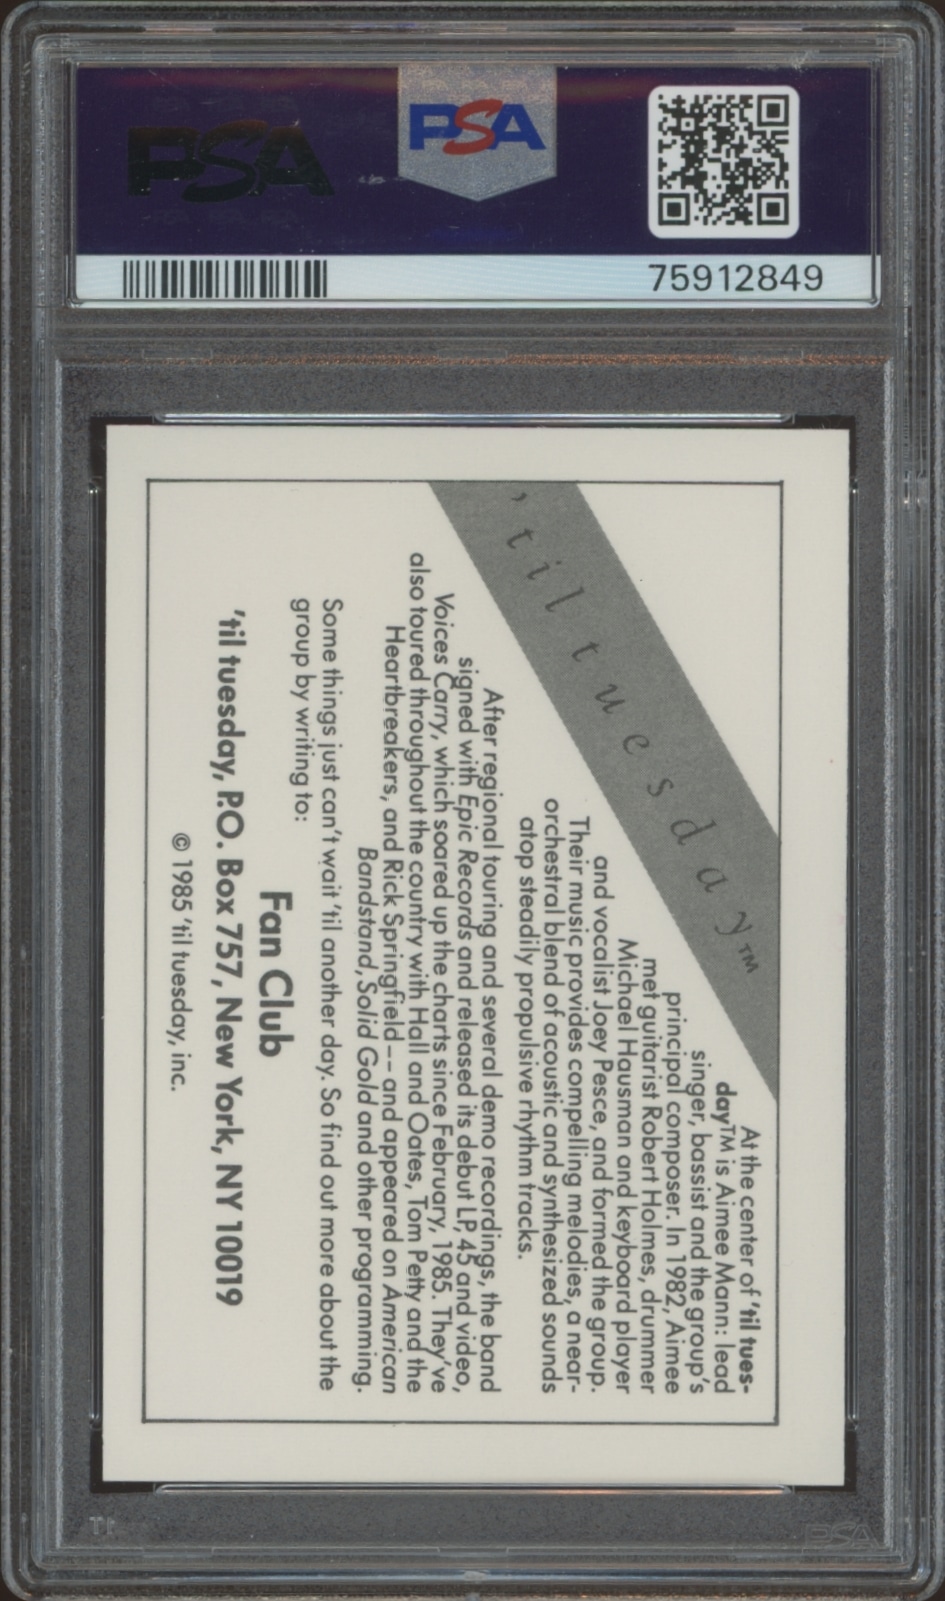 PSA
PSA
75912849
'til tuesday™
At the center of 'til tues-
day™ is Aimee Mann: lead
singer, bassist and the group's
principal composer. In 1982, Aimee
met guitarist Robert Holmes, drummer
Michael Hausman and keyboard player
and vocalist Joey Pesce, and formed the group.
Their music provides compelling melodies, a near-
orchestral blend of acoustic and synthesized sounds
atop steadily propulsive rhythm tracks.
After regional touring and several demo recordings, the band
signed with Epic Records and released its debut LP, 45 and video,
Voices Carry, which soared up the charts since February, 1985. They've
also toured throughout the country with Hall and Oates, Tom Petty and the
Heartbreakers, and Rick Springfield-- and appeared on American
Bandstand, Solid Gold and other programming.
Some things just can't wait 'til another day. So find out more about the
group by writing to:
Fan Club
'til tuesday, P.O. Box 757, New York, NY 10019
© 1985 'til tuesday, inc.
PSA